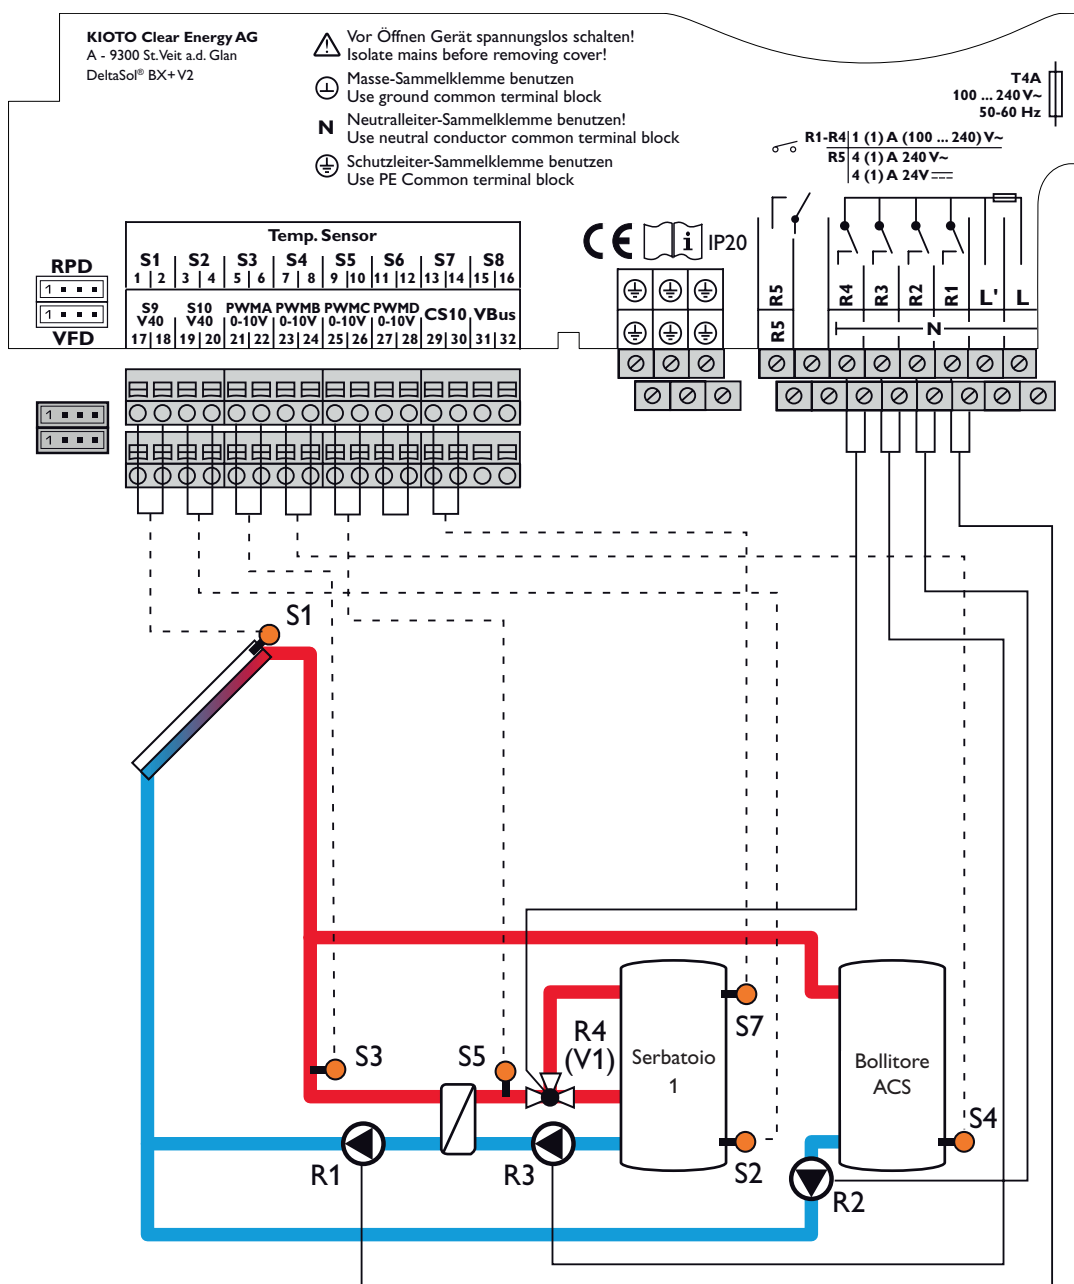 KIOTO Clear Energy AG
A - 9300 St.Veit a.d. Glan
DeltaSol® BX+V2
Vor Öffnen Gerät spannungslos schalten!
Isolate mains before removing cover!
Masse-Sammelklemme benutzen
Use ground common terminal block
N Neutralleiter-Sammelklemme benutzen!
Use neutral conductor common terminal block
Schutzleiter-Sammelklemme benutzen
Use PE Common terminal block
T4A
100 ... 240 V~
50-60 Hz
R1-R4 1 (1) A (100 ... 240) V~
R5 4 (1) A 240 V~
4 (1) A 24V
Temp. Sensor
S1 S2 S3 S4 S5 S6 S7 S8
1 2 3 4 5 6 7 8 9 10 11 12 13 14 15 16
S9 S10 PWMA PWMB PWMC PWMD CS10 VBus
V40 V40 0-10V 0-10V 0-10V 0-10V
17 18 19 20 21 22 23 24 25 26 27 28 29 30 31 32
RPD
1
1
VFD
1
1
CE i IP20
R5 R4 R3 R2 R1 L' L
R5 N
S1
S3
S5
R4
(V1)
S7
Serbatoio
1
Bollitore
ACS
S2
S4
R1
R3
R2